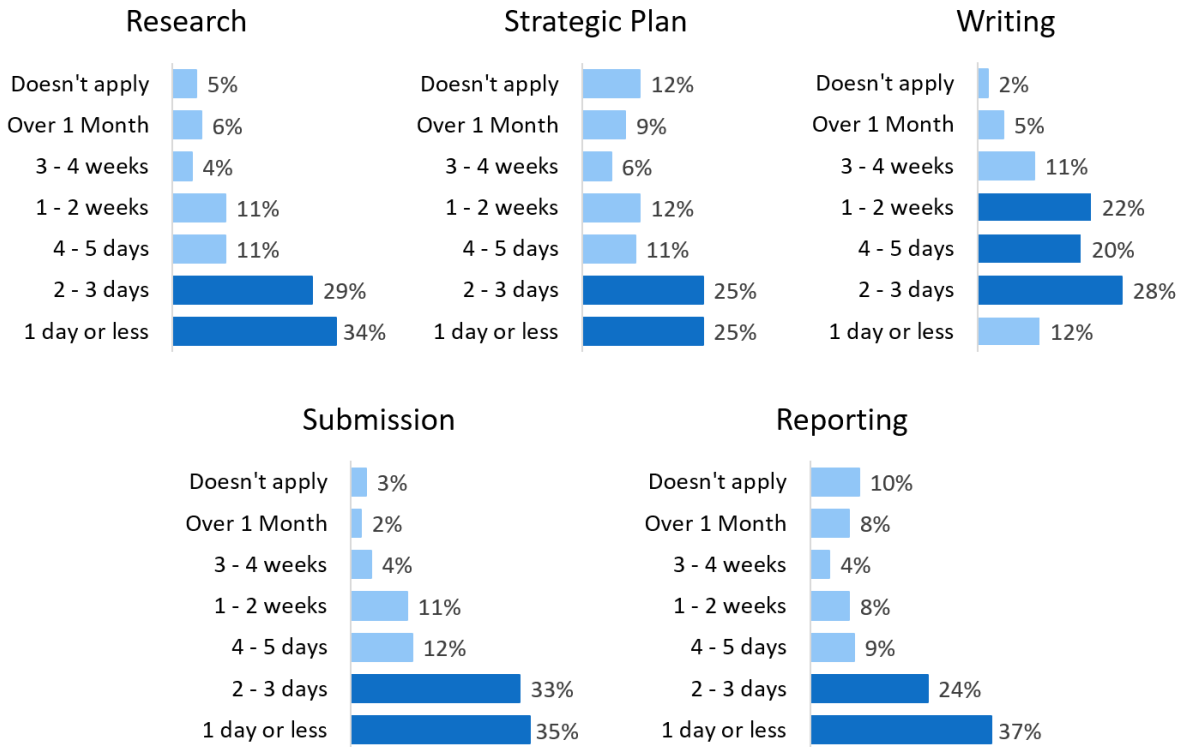 Research
Doesn't apply 5%
Over 1 Month 6%
3 - 4 weeks 4%
1 - 2 weeks 11%
4 - 5 days 11%
2 - 3 days 29%
1 day or less 34%
Strategic Plan
Doesn't apply 12%
Over 1 Month 9%
3 - 4 weeks 6%
1 - 2 weeks 12%
4 - 5 days 11%
2 - 3 days 25%
1 day or less 25%
Writing
Doesn't apply 2%
Over 1 Month 5%
3 - 4 weeks 11%
1 - 2 weeks 22%
4 - 5 days 20%
2 - 3 days 28%
1 day or less 12%
Submission
Doesn't apply 3%
Over 1 Month 2%
3 - 4 weeks 4%
1 - 2 weeks 11%
4 - 5 days 12%
2 - 3 days 33%
1 day or less 35%
Reporting
Doesn't apply 10%
Over 1 Month 8%
3 - 4 weeks 4%
1 - 2 weeks 8%
4 - 5 days 9%
2 - 3 days 24%
1 day or less 37%